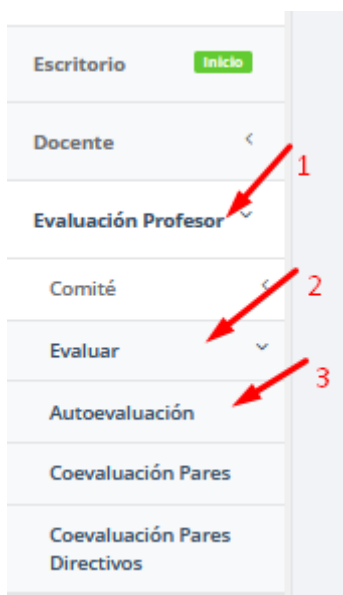 Escritorio Inicio
Docente
1
Evaluación Profesor
Comité
2
Evaluar
3
Autoevaluación
Coevaluación Pares
Coevaluación Pares
Directivos